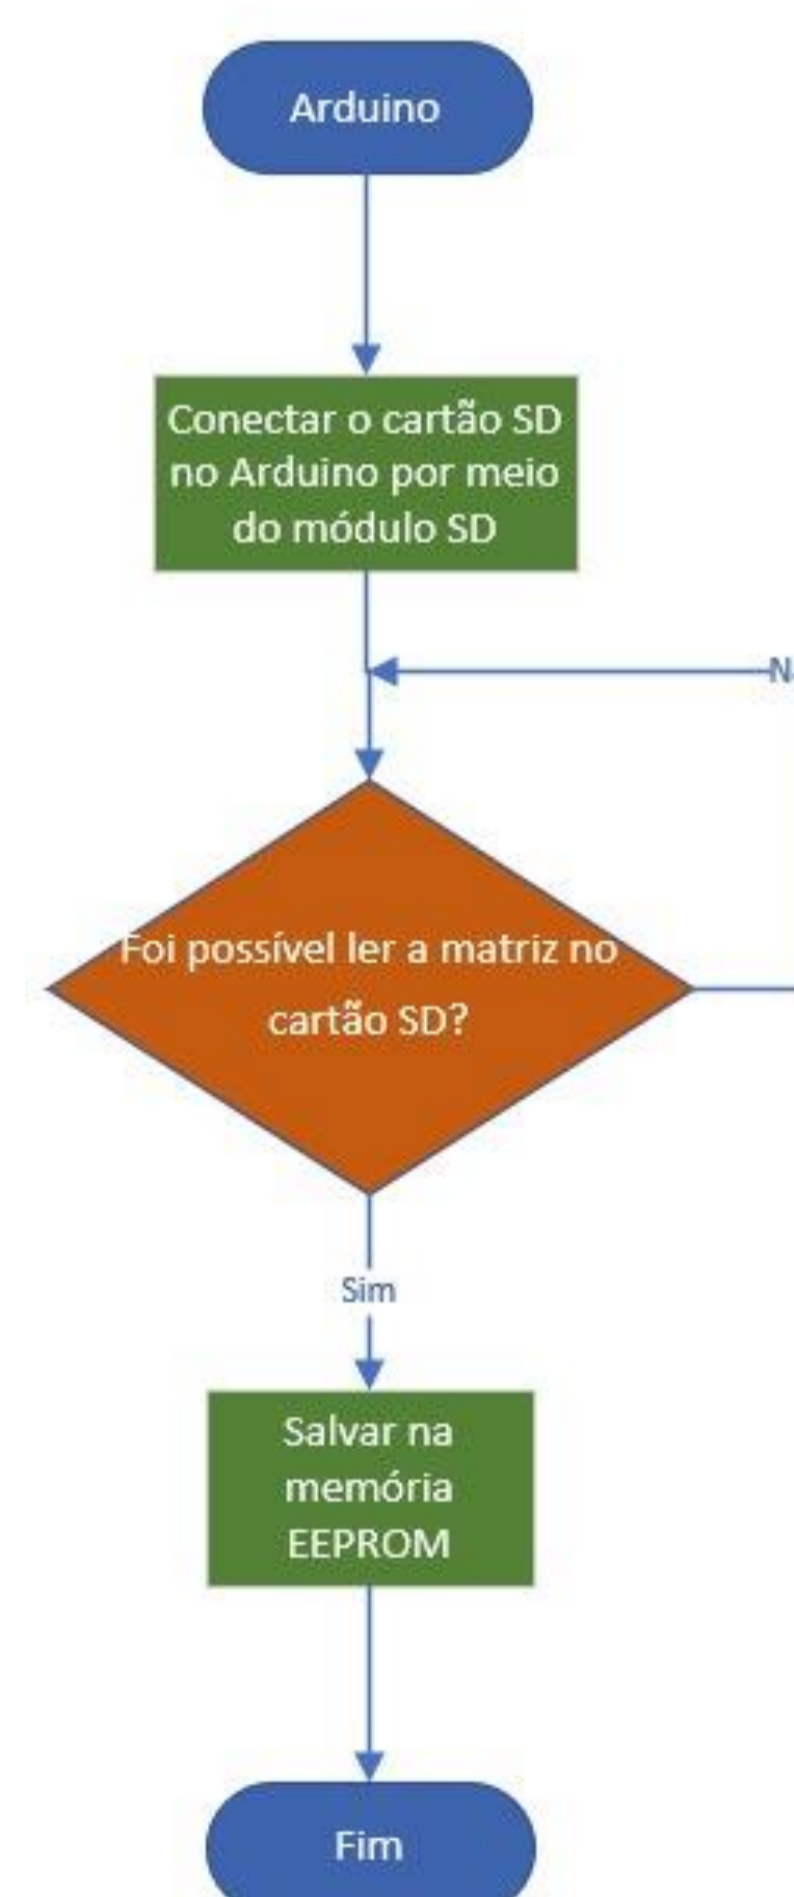 Arduino
Conectar o cartão SD
no Arduino por meio
do módulo SD
Foi possível ler a matriz no
cartão SD?
Sim
Salvar na
memória
EEPROM
Fim